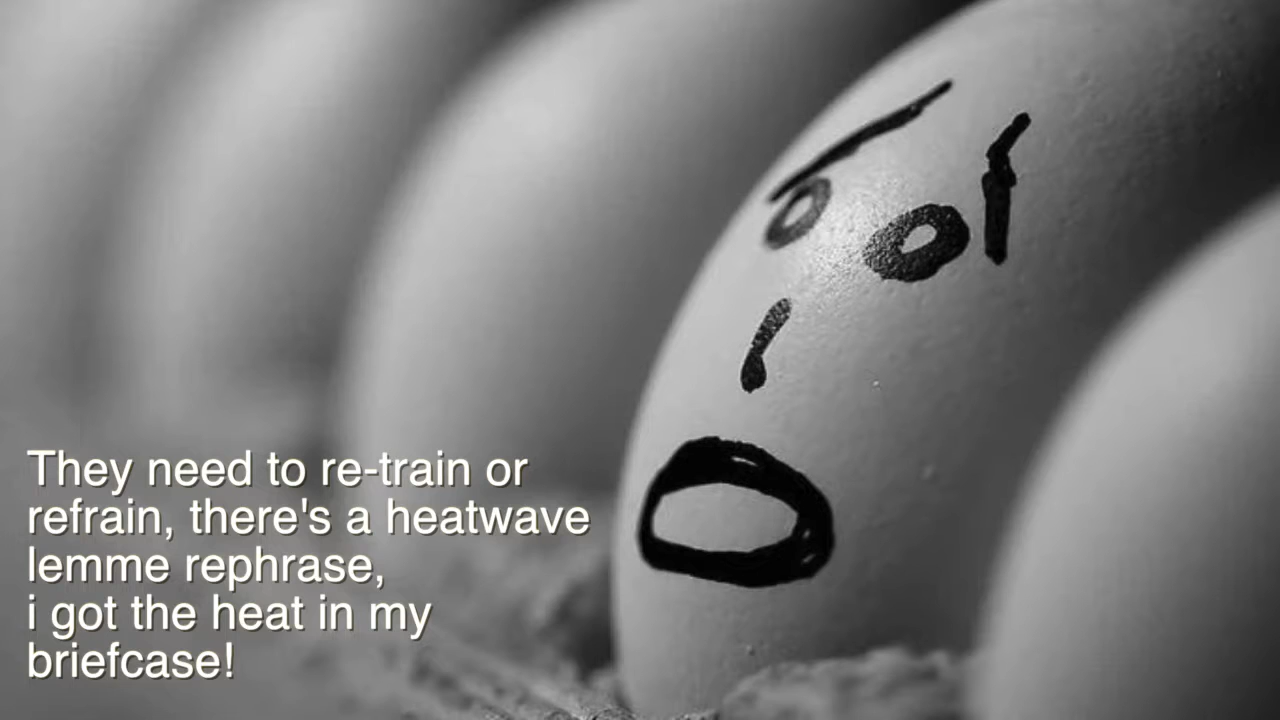 They need to re-train or
refrain, there's a heatwave
lemme rephrase,
i got the heat in my
briefcase!